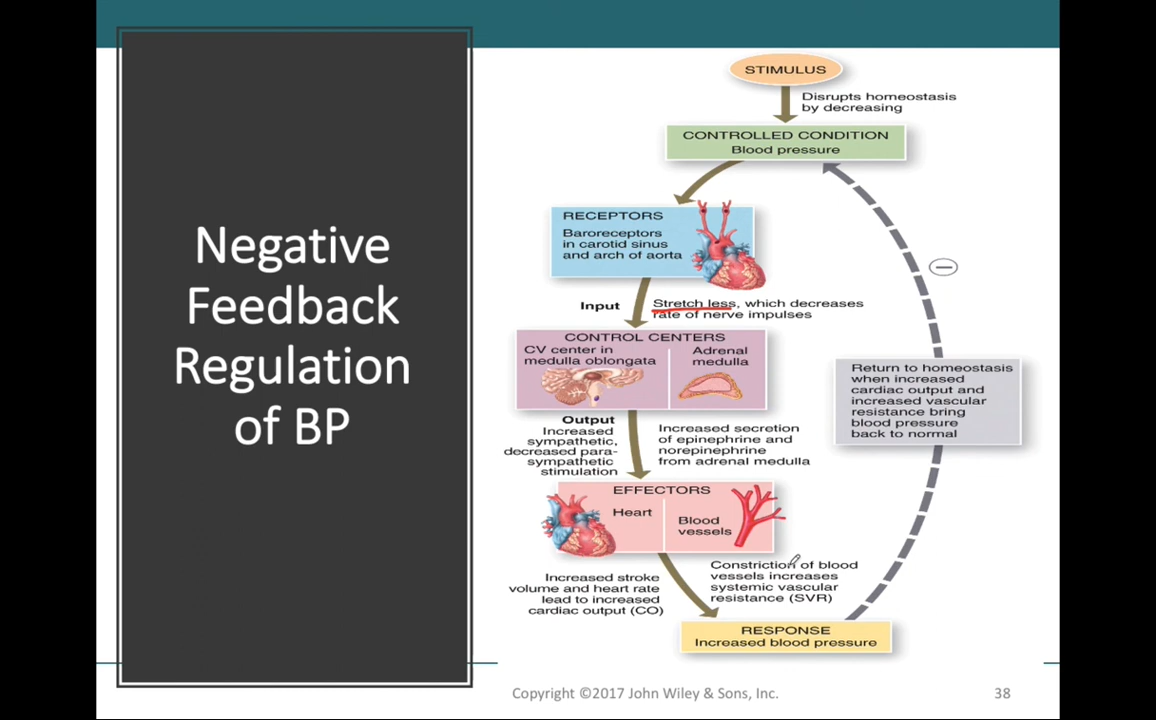 Negative
Feedback
Regulation
of BP
STIMULUS
Disrupts homeostasis
by decreasing
CONTROLLED CONDITION
Blood pressure
RECEPTORS
Baroreceptors
in carotid sinus
and arch of aorta
Input
Stretch less, which decreases
rate of nerve impulses
CONTROL CENTERS
CV center in
medulla oblongata
Adrenal
medulla
Output
Increased
sympathetic,
decreased para-
sympathetic
stimulation
Increased secretion
of epinephrine and
norepinephrine
from adrenal medulla
EFFECTORS
Heart
Blood
vessels
Increased stroke
volume and heart rate
lead to increased
cardiac output (CO)
Constriction of blood
vessels increases
systemic vascular
resistance (SVR)
RESPONSE
Increased blood pressure
Return to homeostasis
when increased
cardiac output and
increased vascular
resistance bring
blood pressure
back to normal
−
Copyright ©2017 John Wiley & Sons, Inc.
38